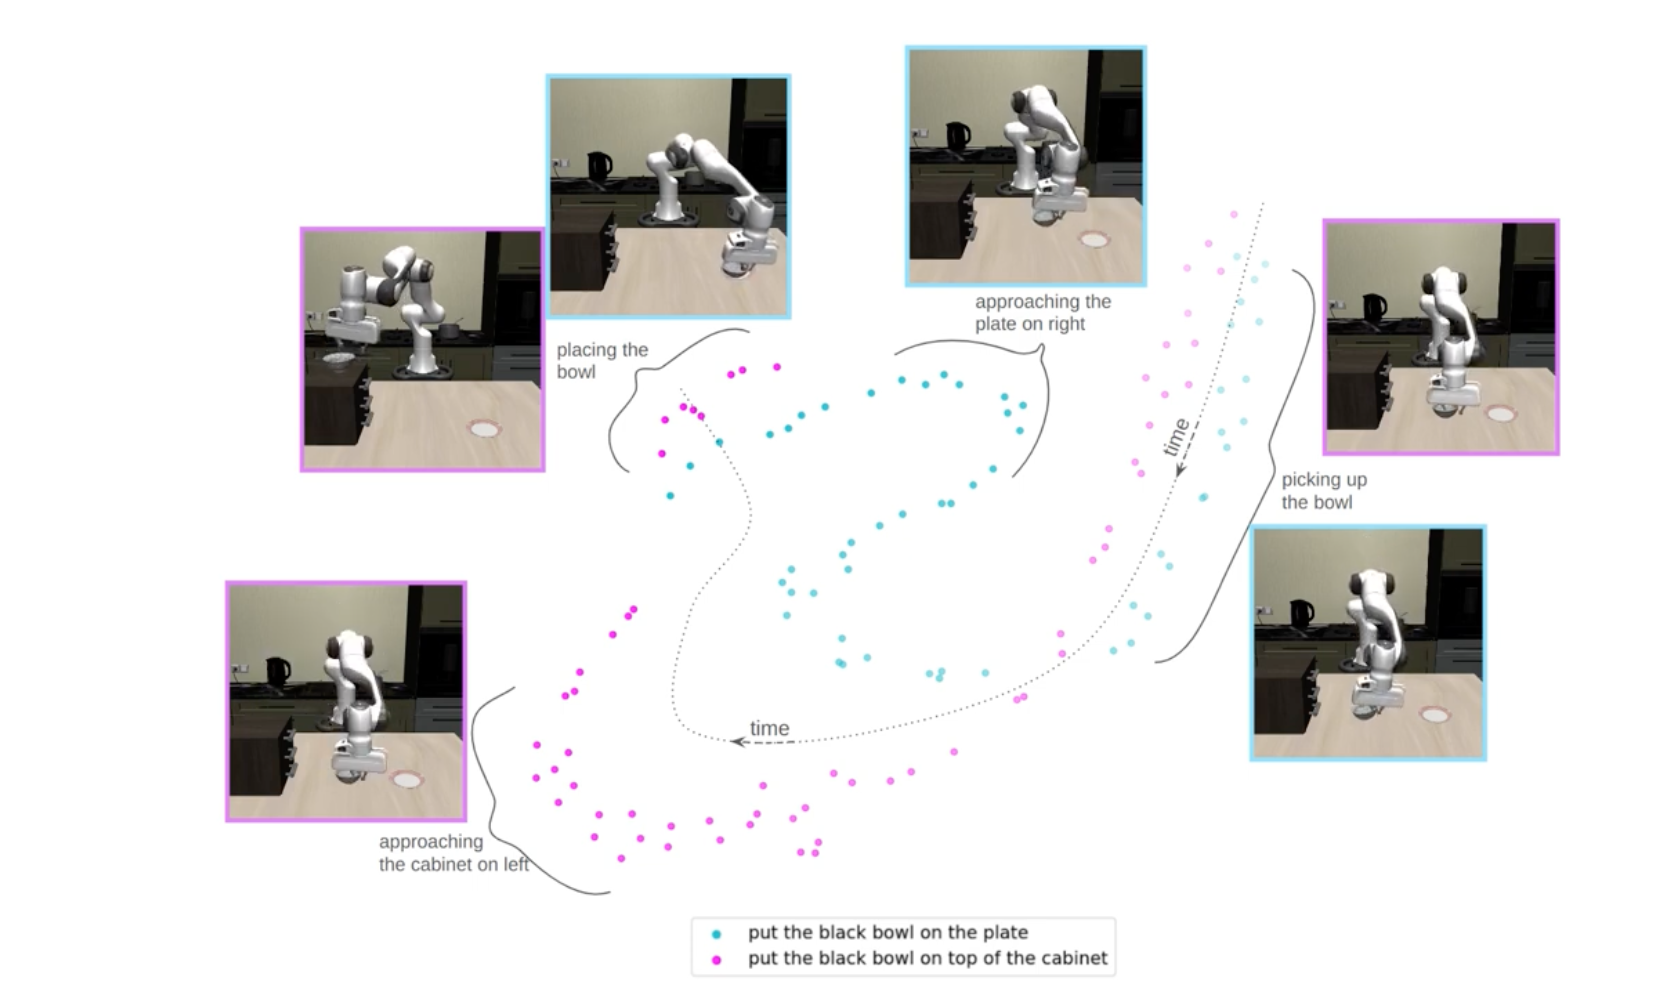 approaching the
plate on right
placing the
bowl
time
picking up
the bowl
time
approaching
the cabinet on left
put the black bowl on the plate
put the black bowl on top of the cabinet